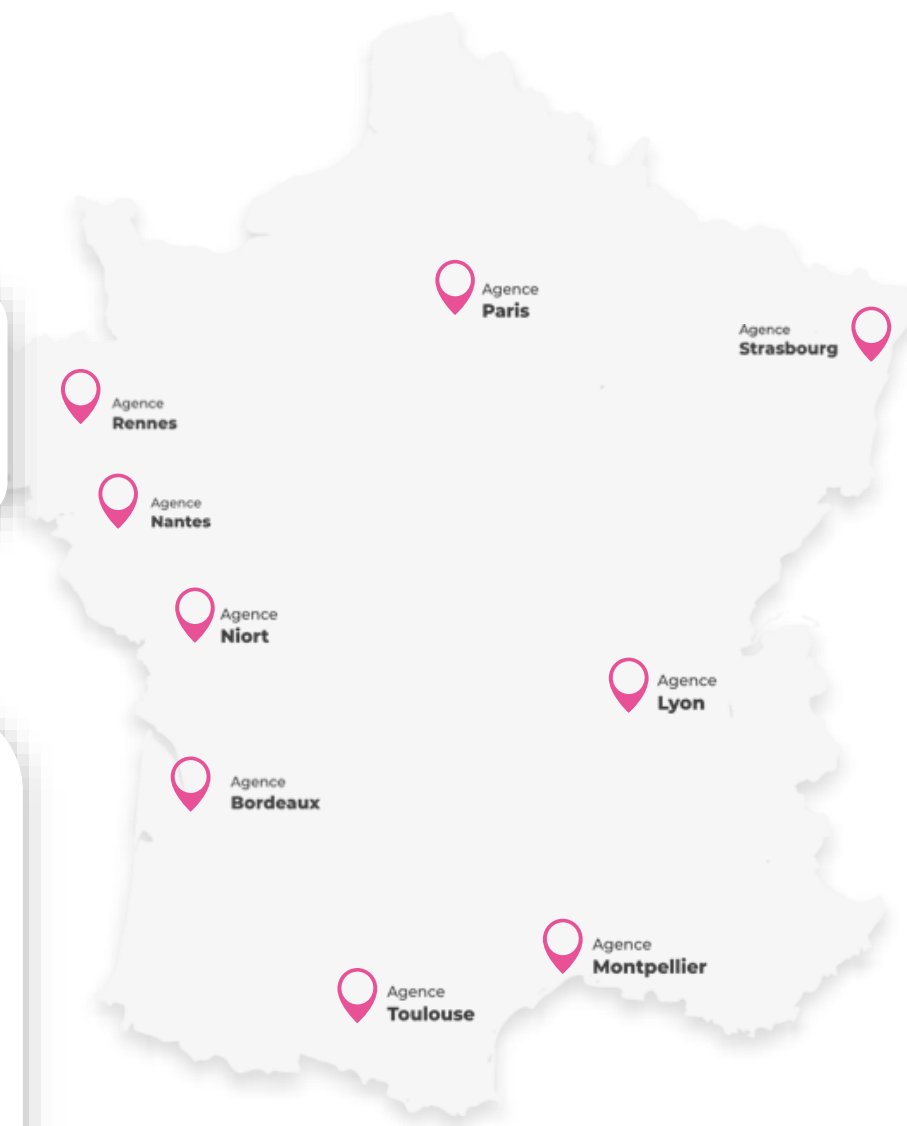 Agence
Paris
Agence
Strasbourg
Agence
Rennes
Agence
Nantes
Agence
Niort
Agence
Lyon
Agence
Bordeaux
Agence
Montpellier
Agence
Toulouse